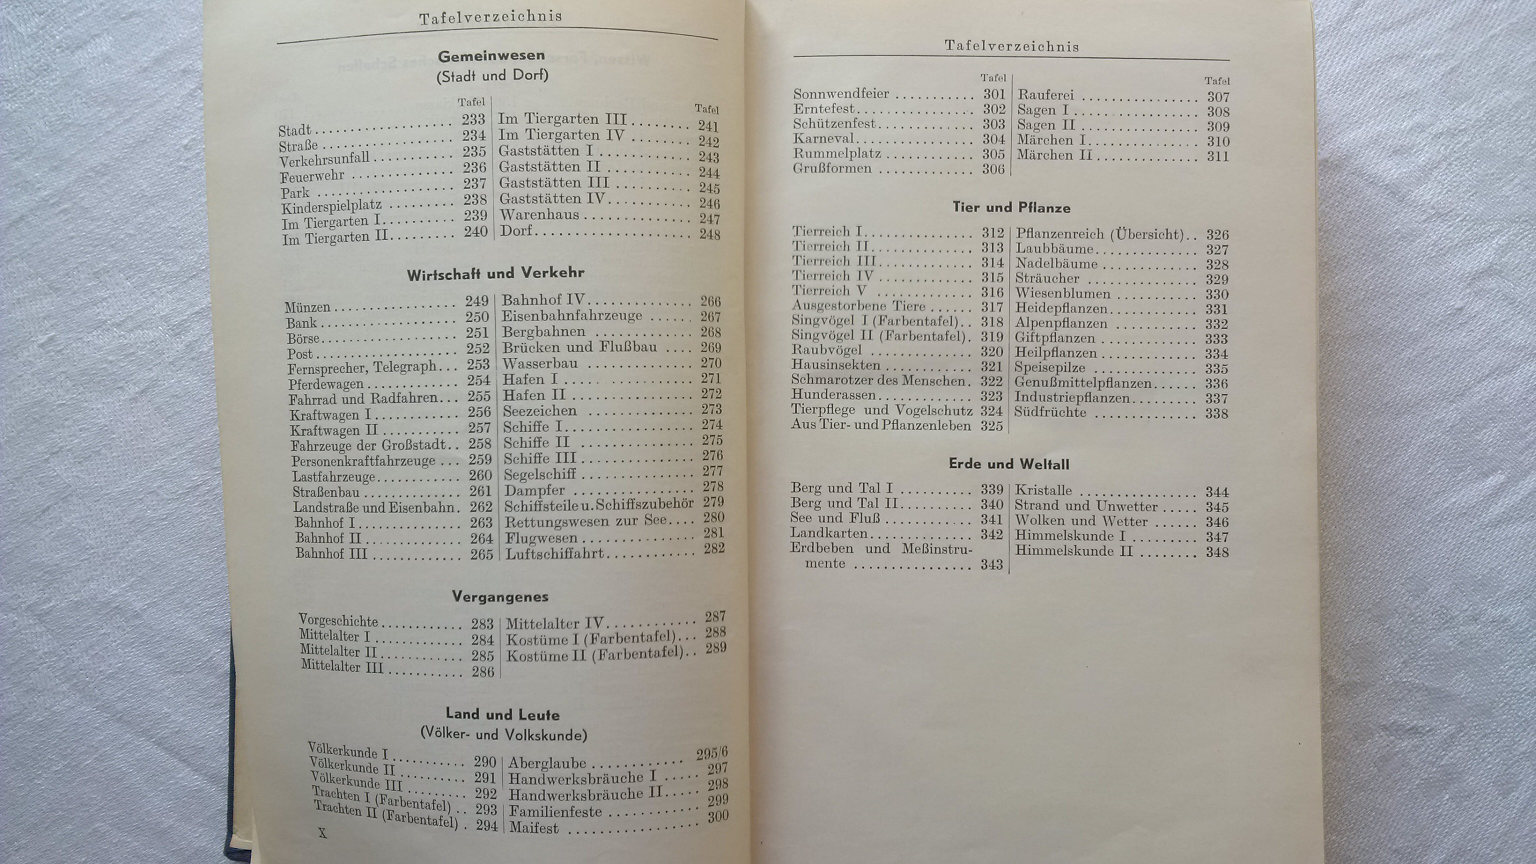 Tafelverzeichnis
Gemeinwesen
(Stadt und Dorf)
Tafel
Stadt . . . . . . . . . . . . . . . . . . 233
Straße . . . . . . . . . . . . . . . . . 234
Verkehrsunfall . . . . . . . . . . 235
Feuerwehr . . . . . . . . . . . . . 236
Park . . . . . . . . . . . . . . . . . . 237
Kinderspielplatz . . . . . . . . . 238
Im Tiergarten I . . . . . . . . . . 239
Im Tiergarten II . . . . . . . . . 240
Tafel
Im Tiergarten III . . . . . . . . 241
Im Tiergarten IV . . . . . . . . 242
Gaststätten I . . . . . . . . . . . . 243
Gaststätten II . . . . . . . . . . . 244
Gaststätten III . . . . . . . . . . 245
Gaststätten IV . . . . . . . . . . . 246
Warenhaus . . . . . . . . . . . . . 247
Dorf . . . . . . . . . . . . . . . . . . 248
Wirtschaft und Verkehr
Münzen . . . . . . . . . . . . . . . . 249
Bank . . . . . . . . . . . . . . . . . . 250
Börse . . . . . . . . . . . . . . . . . . 251
Post . . . . . . . . . . . . . . . . . . 252
Fernsprecher, Telegraph . . . 253
Pferdewagen . . . . . . . . . . . . 254
Fahrrad und Radfahren . . . 255
Kraftwagen I . . . . . . . . . . . . 256
Kraftwagen II . . . . . . . . . . 257
Fahrzeuge der Großstadt . . 258
Personenkraftfahrzeuge . . . 259
Lastfahrzeuge . . . . . . . . . . . . 260
Straßenbau . . . . . . . . . . . . . 261
Landstraße und Eisenbahn . 262
Bahnhof I . . . . . . . . . . . . . . 263
Bahnhof II . . . . . . . . . . . . . 264
Bahnhof III . . . . . . . . . . . . 265
Bahnhof IV . . . . . . . . . . . . . 266
Eisenbahnfahrzeuge . . . . . . 267
Bergbahnen . . . . . . . . . . . . 268
Brücken und Flußbau . . . . 269
Wasserbau . . . . . . . . . . . . . 270
Hafen I . . . . . . . . . . . . . . . 271
Hafen II . . . . . . . . . . . . . . 272
Seezeichen . . . . . . . . . . . . . 273
Schiffe I . . . . . . . . . . . . . . . 274
Schiffe II . . . . . . . . . . . . . . 275
Schiffe III . . . . . . . . . . . . . 276
Segelschiff . . . . . . . . . . . . . 277
Dampfer . . . . . . . . . . . . . . 278
Schiffsteile u. Schiffszubehör 279
Rettungswesen zur See . . . . 280
Flugwesen . . . . . . . . . . . . . 281
Luftschiffahrt . . . . . . . . . . . 282
Vergangenes
Vorgeschichte . . . . . . . . . . . 283
Mittelalter I . . . . . . . . . . . . 284
Mittelalter II . . . . . . . . . . . . 285
Mittelalter III . . . . . . . . . . 286
Mittelalter IV . . . . . . . . . . . 287
Kostüme I (Farbentafel) . . . 288
Kostüme II (Farbentafel) . . 289
Land und Leute
(Völker- und Volkskunde)
Völkerkunde I . . . . . . . . . . 290
Völkerkunde II . . . . . . . . . 291
Völkerkunde III . . . . . . . . 292
Trachten I (Farbentafel) . . 293
Trachten II (Farbentafel) . 294
Aberglaube . . . . . . . . . . . . 295/6
Handwerksbräuche I . . . . . 297
Handwerksbräuche II . . . . . 298
Familienfeste . . . . . . . . . . . 299
Maifest . . . . . . . . . . . . . . . 300
X
Tafelverzeichnis
Tafel
Sonnwendfeier . . . . . . . . . . . 301
Erntefest . . . . . . . . . . . . . . . 302
Schützenfest . . . . . . . . . . . . . 303
Karneval . . . . . . . . . . . . . . . . 304
Rummelplatz . . . . . . . . . . . . 305
Grußformen . . . . . . . . . . . . . 306
Tafel
Rauferei . . . . . . . . . . . . . . . . 307
Sagen I . . . . . . . . . . . . . . . . . 308
Sagen II . . . . . . . . . . . . . . . . 309
Märchen I . . . . . . . . . . . . . . . 310
Märchen II . . . . . . . . . . . . . . 311
Tier und Pflanze
Tierreich I . . . . . . . . . . . . . . . 312
Tierreich II . . . . . . . . . . . . . . 313
Tierreich III . . . . . . . . . . . . . 314
Tierreich IV . . . . . . . . . . . . . 315
Tierreich V . . . . . . . . . . . . . 316
Ausgestorbene Tiere . . . . . . 317
Singvögel I (Farbentafel) . . 318
Singvögel II (Farbentafel) . 319
Raubvögel . . . . . . . . . . . . . . 320
Hausinsekten . . . . . . . . . . . . 321
Schmarotzer des Menschen . 322
Hunderassen . . . . . . . . . . . . . 323
Tierpflege und Vogelschutz 324
Aus Tier- und Pflanzenleben 325
Pflanzenreich (Übersicht) . . 326
Laubbäume . . . . . . . . . . . . . . 327
Nadelbäume . . . . . . . . . . . . . 328
Sträucher . . . . . . . . . . . . . . . 329
Wiesenblumen . . . . . . . . . . . 330
Heidepflanzen . . . . . . . . . . . . 331
Alpenpflanzen . . . . . . . . . . . 332
Giftpflanzen . . . . . . . . . . . . . 333
Heilpflanzen . . . . . . . . . . . . . 334
Speisepilze . . . . . . . . . . . . . . 335
Genußmittelpflanzen . . . . . . 336
Industriepflanzen . . . . . . . . . 337
Südfrüchte . . . . . . . . . . . . . . 338
Erde und Weltall
Berg und Tal I . . . . . . . . . . 339
Berg und Tal II . . . . . . . . . . 340
See und Fluß . . . . . . . . . . . . 341
Landkarten . . . . . . . . . . . . . . 342
Erdbeben und Meßinstru-
mente . . . . . . . . . . . . . . . . 343
Kristalle . . . . . . . . . . . . . . . . 344
Strand und Unwetter . . . . . 345
Wolken und Wetter . . . . . . 346
Himmelskunde I . . . . . . . . . 347
Himmelskunde II . . . . . . . . 348